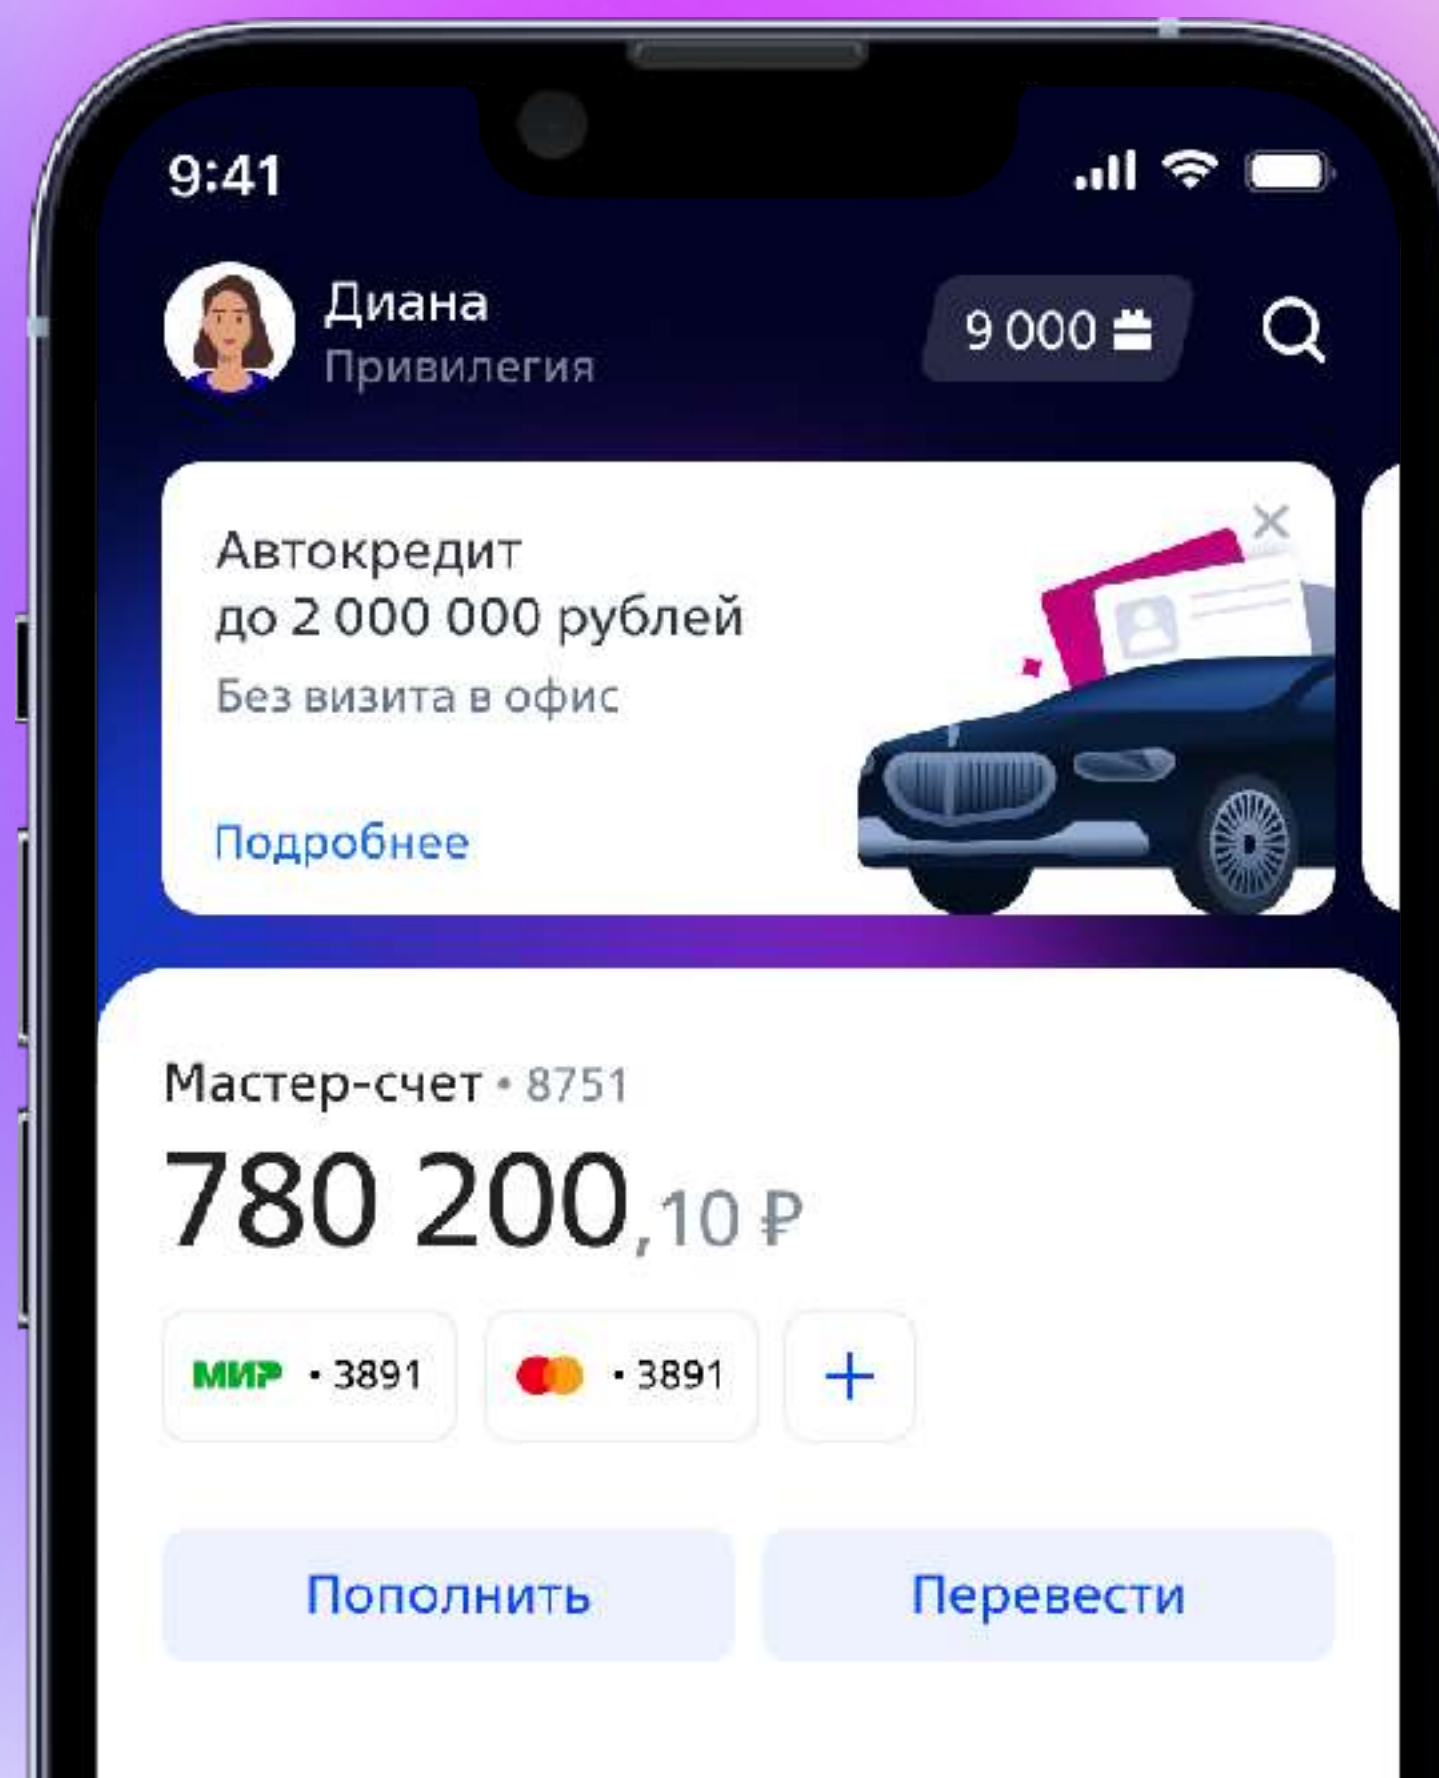 9:41
Диана
Привилегия
9 000
Автокредит
до 2 000 000 рублей
Без визита в офис
Подробнее
Мастер-счет • 8751
780 200,10 ₽
МИР • 3891
• 3891
Пополнить
Перевести